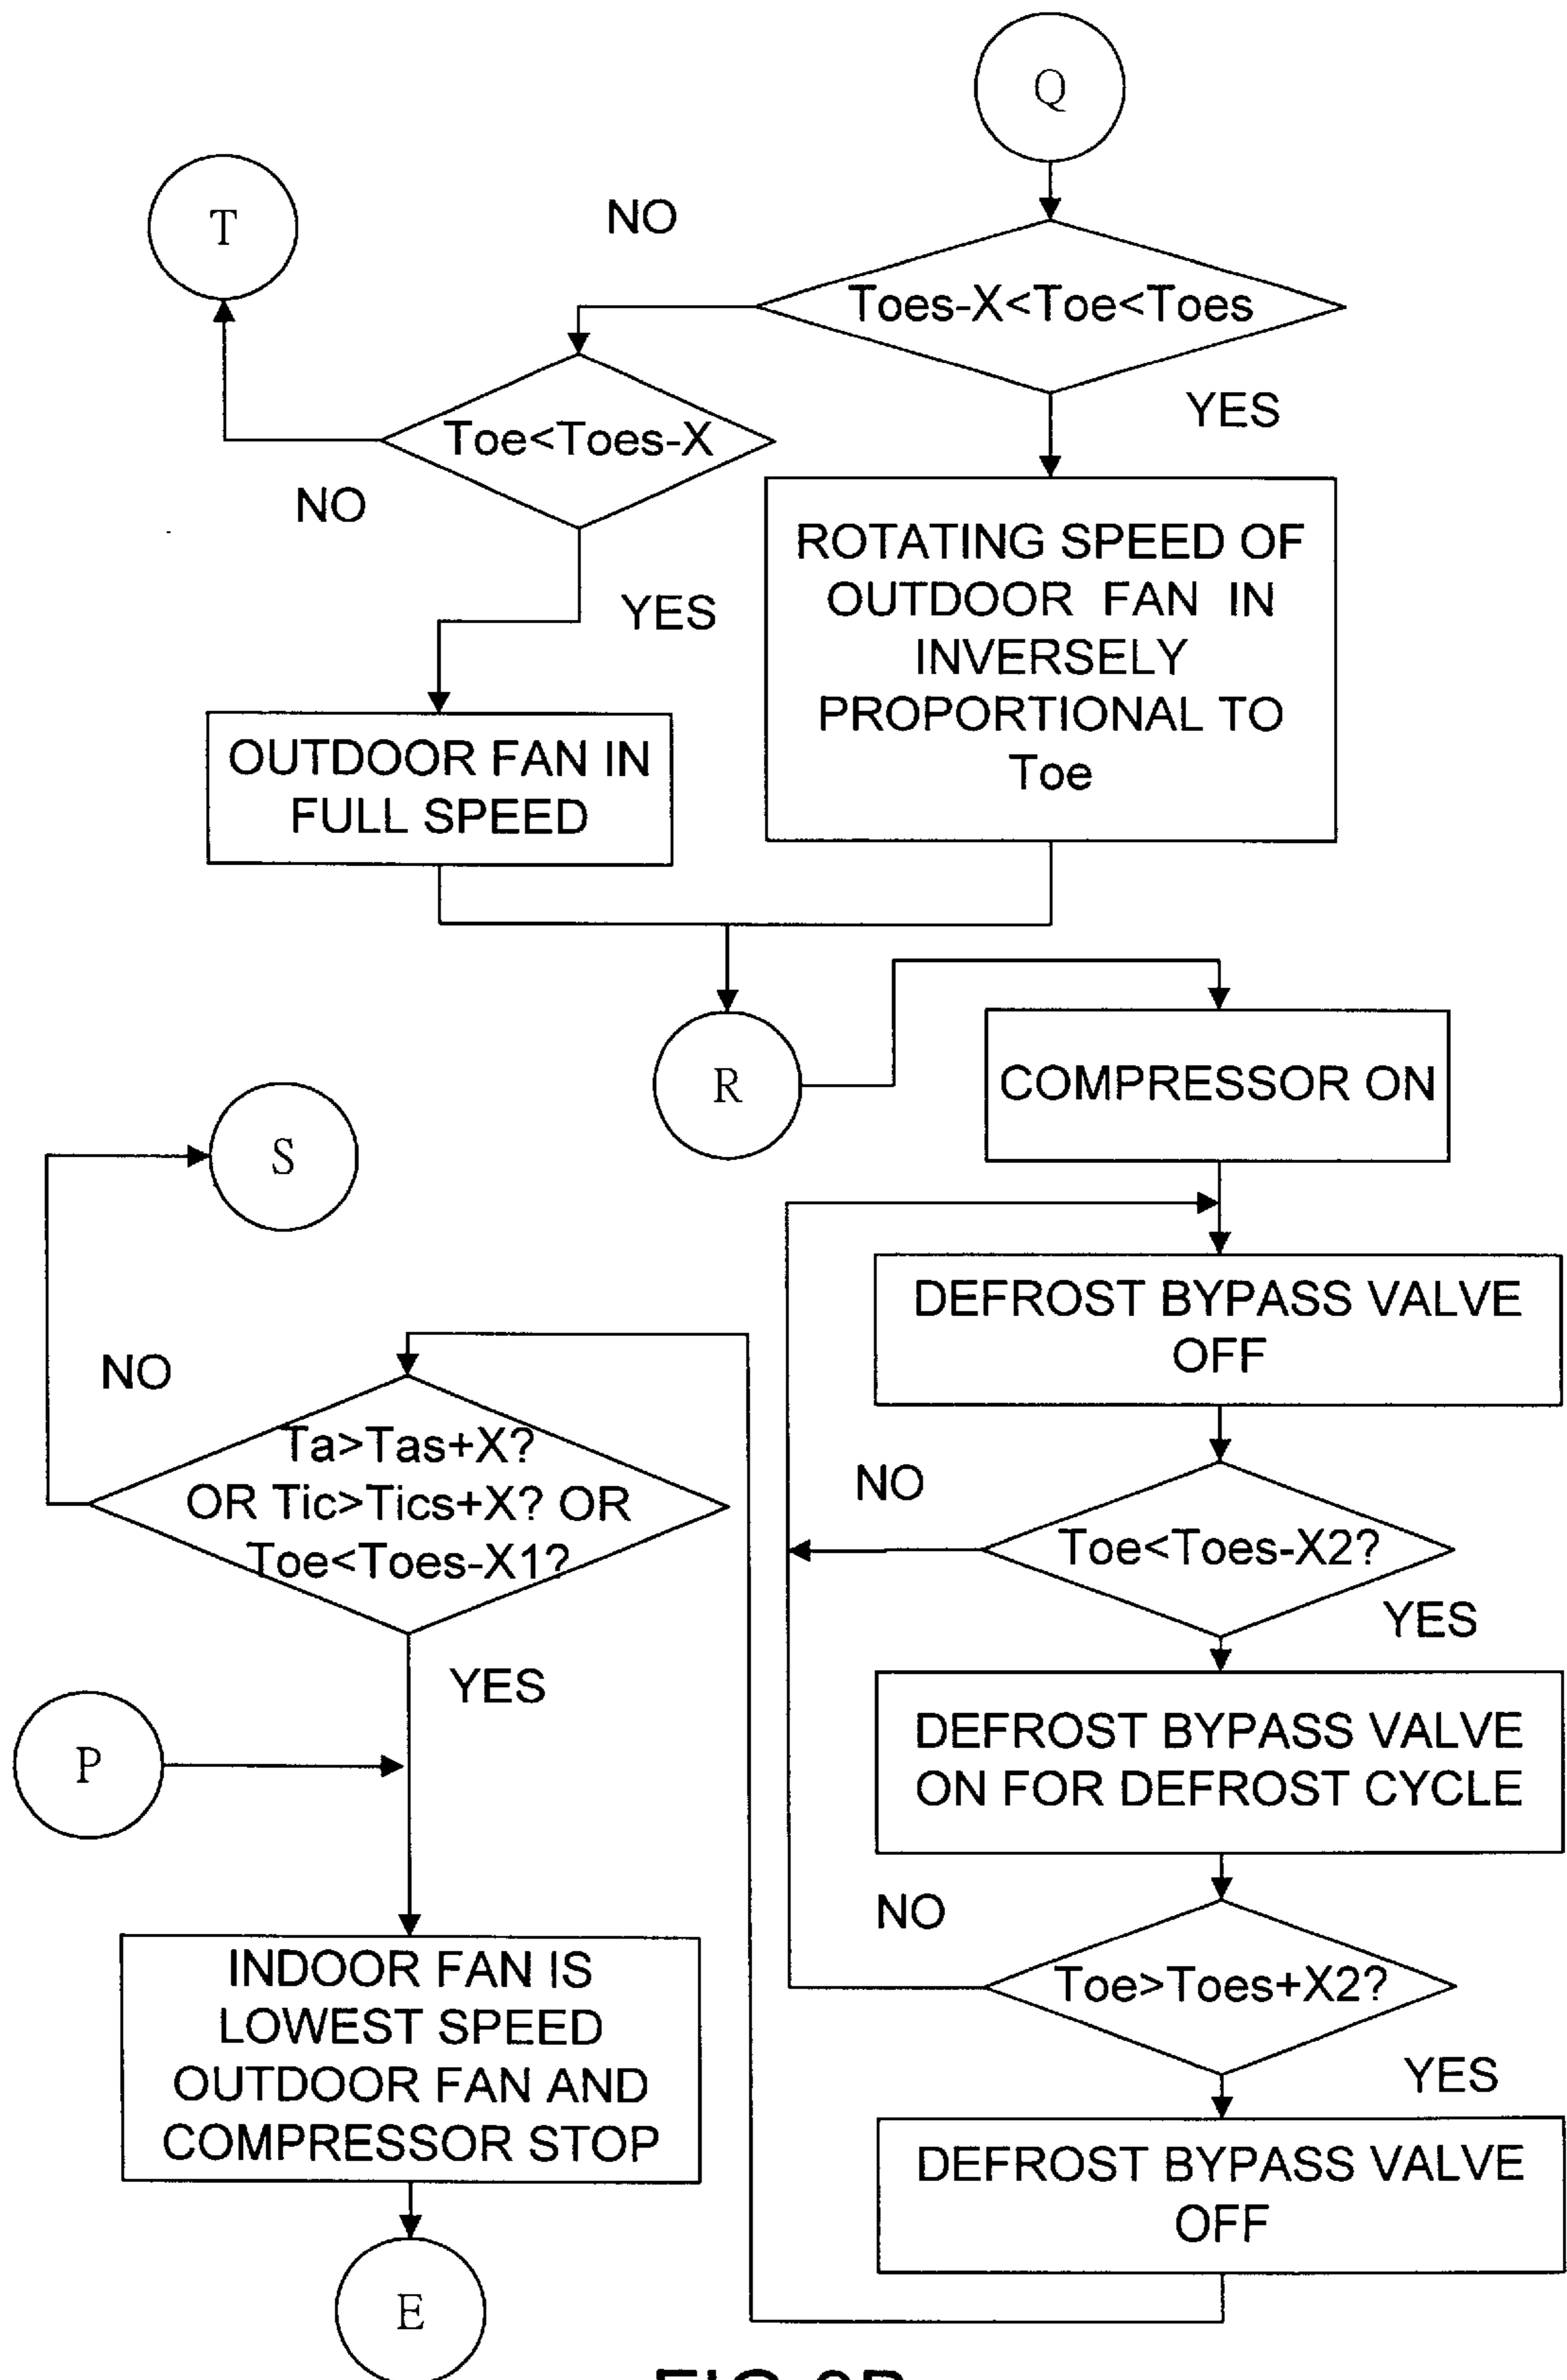 Q
T
NO
Toes-X<Toe<Toes
YES
Toe<Toes-X
NO
ROTATING SPEED OF
OUTDOOR FAN IN
INVERSELY
PROPORTIONAL TO
Toe
YES
OUTDOOR FAN IN
FULL SPEED
R
COMPRESSOR ON
S
DEFROST BYPASS VALVE
OFF
NO
Ta>Tas+X?
OR Tic>Tics+X? OR
Toe<Toes-X1?
NO
Toe<Toes-X2?
YES
YES
P
DEFROST BYPASS VALVE
ON FOR DEFROST CYCLE
NO
Toe>Toes+X2?
INDOOR FAN IS
LOWEST SPEED
OUTDOOR FAN AND
COMPRESSOR STOP
YES
DEFROST BYPASS VALVE
OFF
E